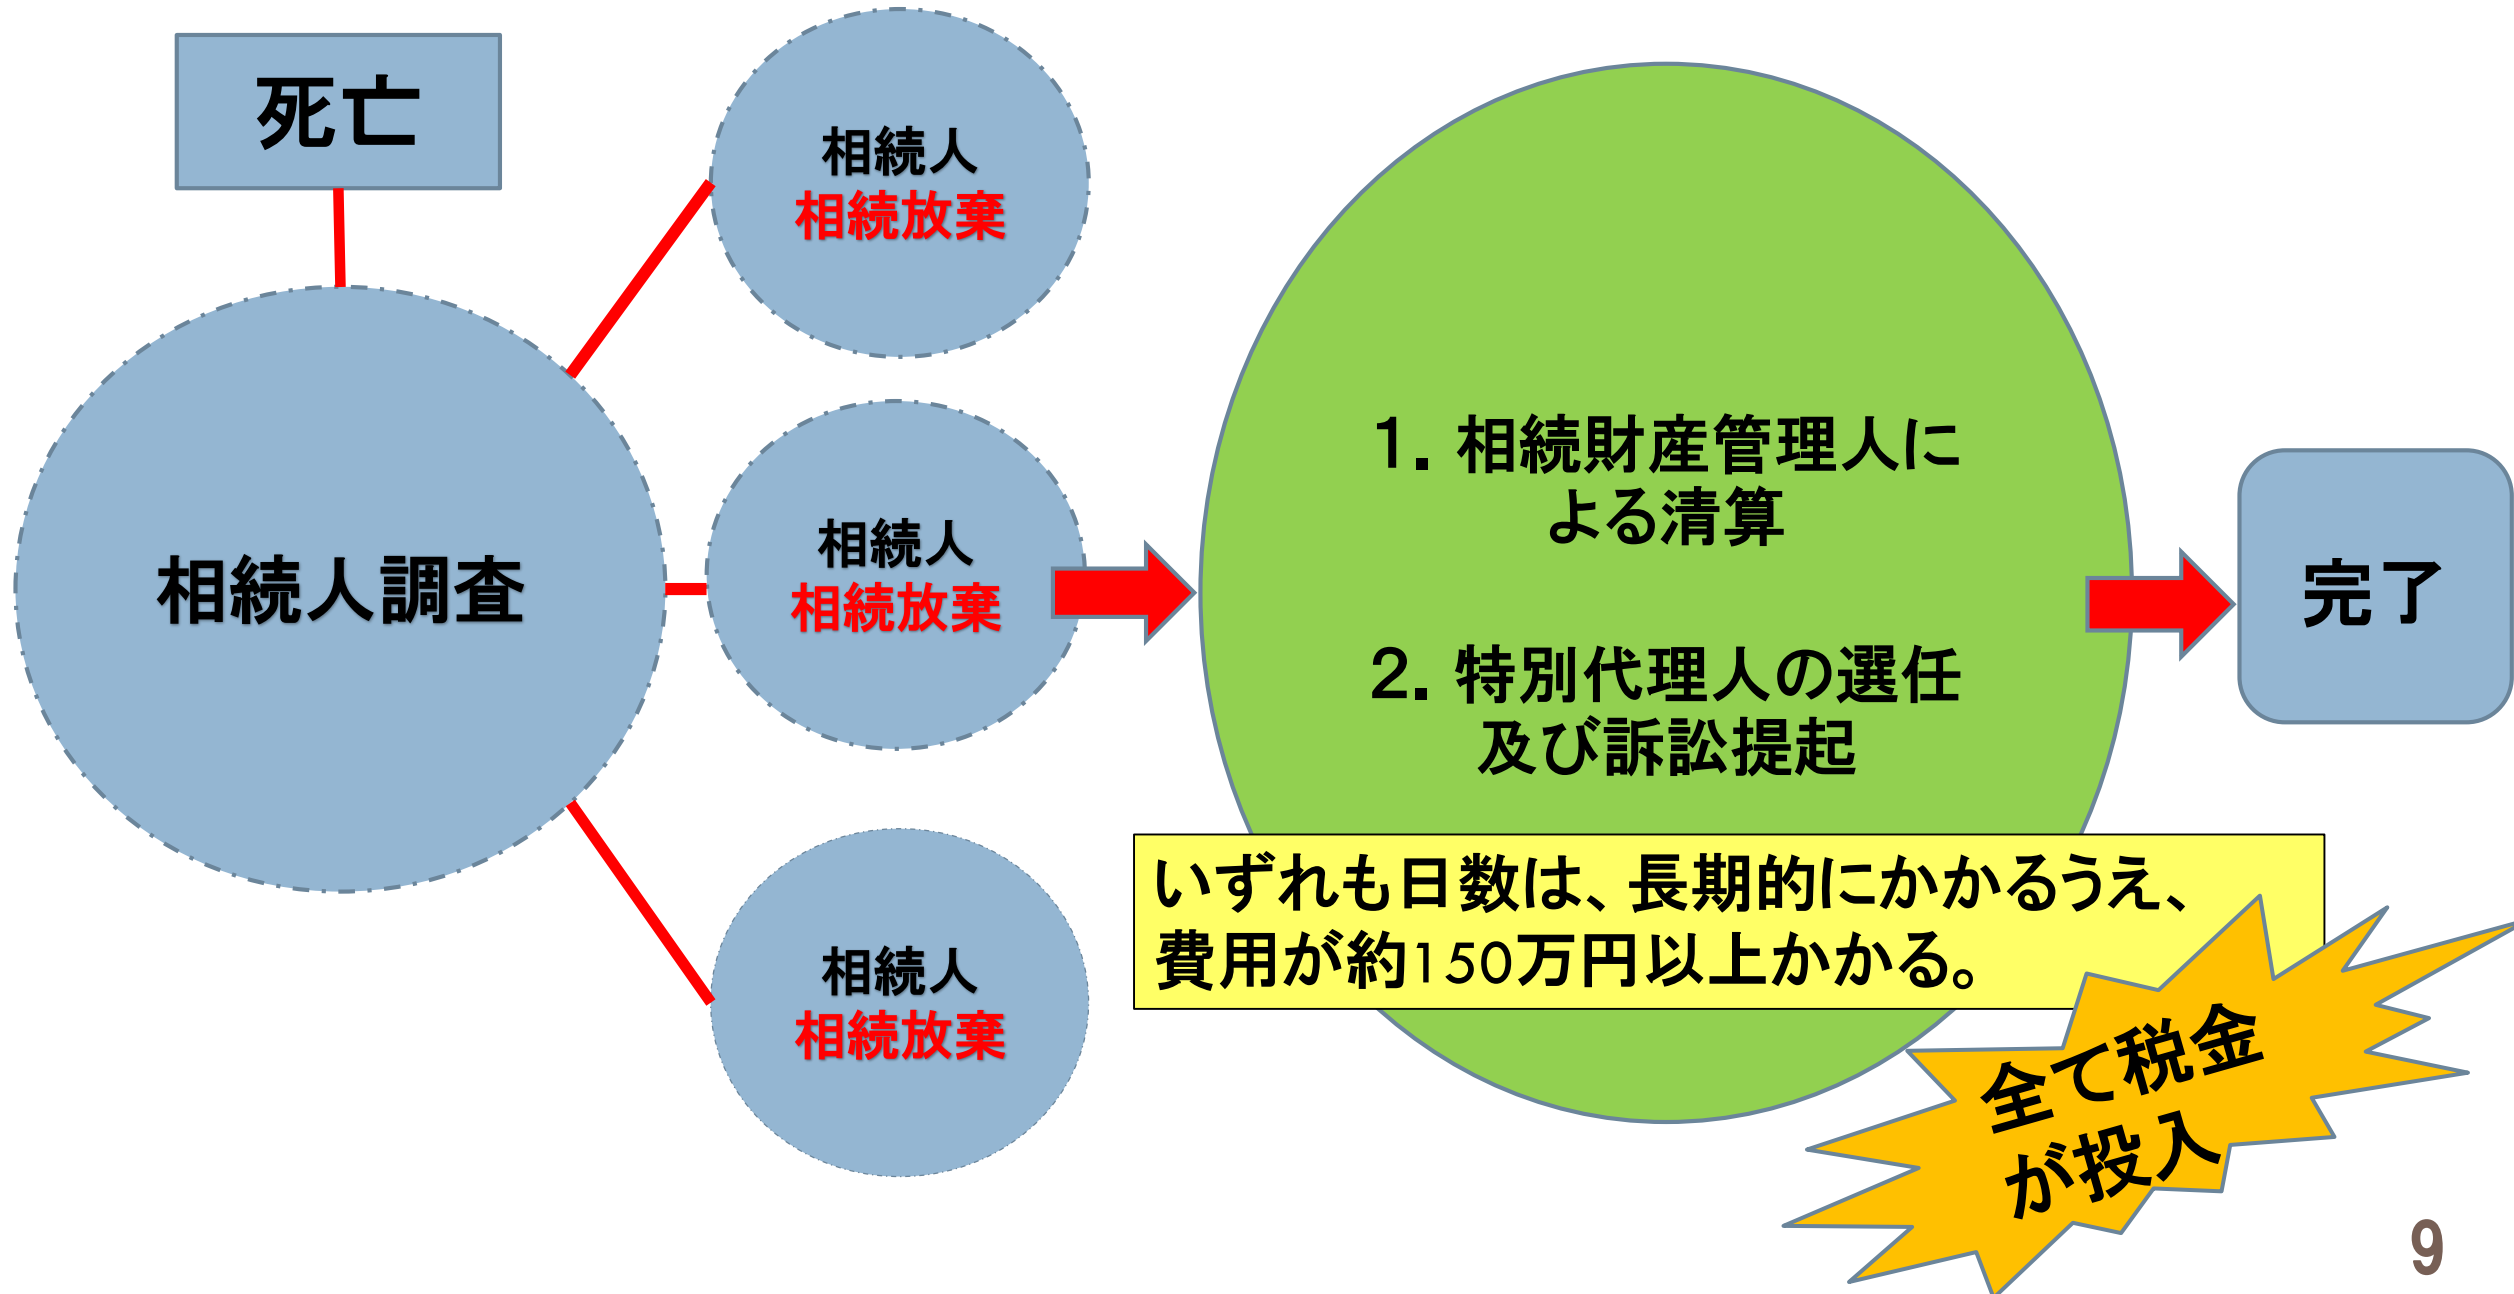 死亡
相続人調査
相続人
相続放棄
相続人
相続放棄
相続人
相続放棄
1. 相続財産管理人に
よる清算
2. 特別代理人の選任
及び訴訟提起
いずれも日数は、長期的にかかるうえ、
費用が約150万円以上かかる。
全て税金
が投入
完了
9